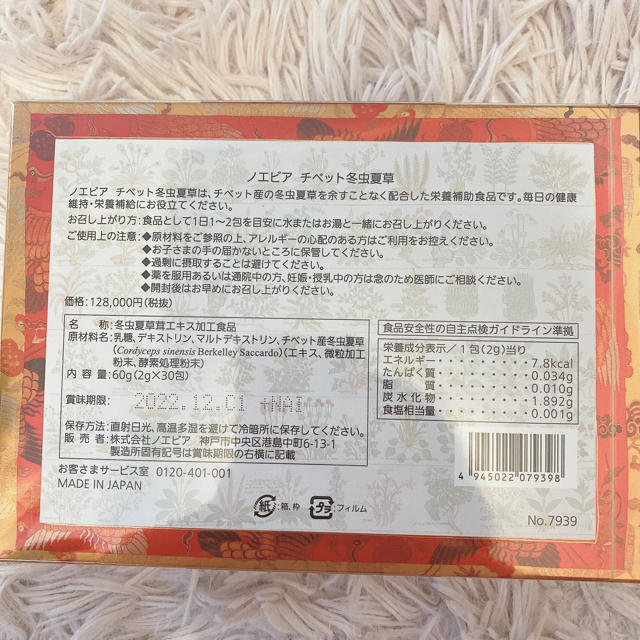 ノエビア チベット冬虫夏草
ノエビア チベット冬虫夏草は、チベット産の冬虫夏草を余すことなく配合した栄養補助食品です。毎日の健康
維持・栄養補給にお役立てください。
お召し上がり方:食品として1日1〜2包を目安に水またはお湯と一緒にお召し上がりください。
ご使用上の注意:◆原材料をご参照の上、アレルギーの心配のある方はご利用をお控えください。
◆お子さまの手の届かないところに保管してください。
◆過剰に摂取することは避けてください。
◆薬を服用あるいは通院中の方、妊娠・授乳中の方は念のため医師にご相談ください。
◆開封後はお早めにお召し上がりください。
価格:128,000円(税抜)
名 称:冬虫夏草茸エキス加工食品
原材料名:乳糖、デキストリン、マルトデキストリン、チベット産冬虫夏草
(Cordyceps sinensis Berkelley Saccardo)(エキス、微粒加工
粉末、酵素処理粉末)
内 容 量:60g(2g×30包)
賞味期限: 2022.12.01 +NAI
保存方法:直射日光、高温多湿を避けて冷暗所に保存してください。
販 売 者:株式会社ノエビア 神戸市中央区港島中町6-13-1
製造所固有記号は賞味期限の右横に記載
食品安全性の自主点検ガイドライン準拠
栄養成分表示/1包(2g)当り
エネルギー 7.8kcal
たんぱく質 0.034g
脂 質 0.010g
炭水化物 1.892g
食塩相当量 0.001g
お客さまサービス室 0120-401-001
MADE IN JAPAN
4 945022 079398
紙:箱、枠 プラ:フィルム
No.7939